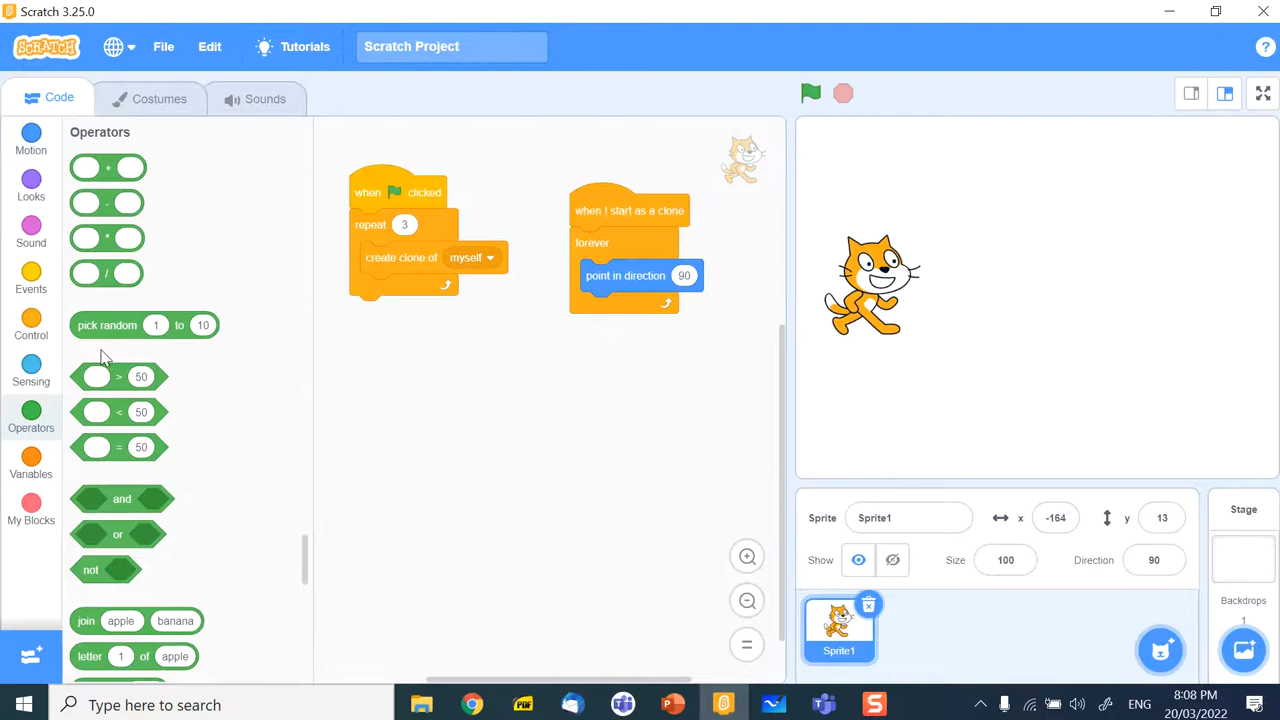 Scratch 3.25.0
SCRATCH
File
Edit
Tutorials
Scratch Project
?
Code
Costumes
Sounds
Motion
Looks
Sound
Events
Control
Sensing
Operators
Variables
My Blocks
Operators
+
-
*
/
pick random 1 to 10
> 50
< 50
= 50
and
or
not
join apple banana
letter 1 of apple
when clicked
repeat 3
create clone of myself
when I start as a clone
forever
point in direction 90
Sprite Sprite1 x -164 y 13
Show Size 100 Direction 90
Sprite1
Stage
Backdrops
1
Type here to search
PDF
S
ENG
8:08 PM
20/03/2022